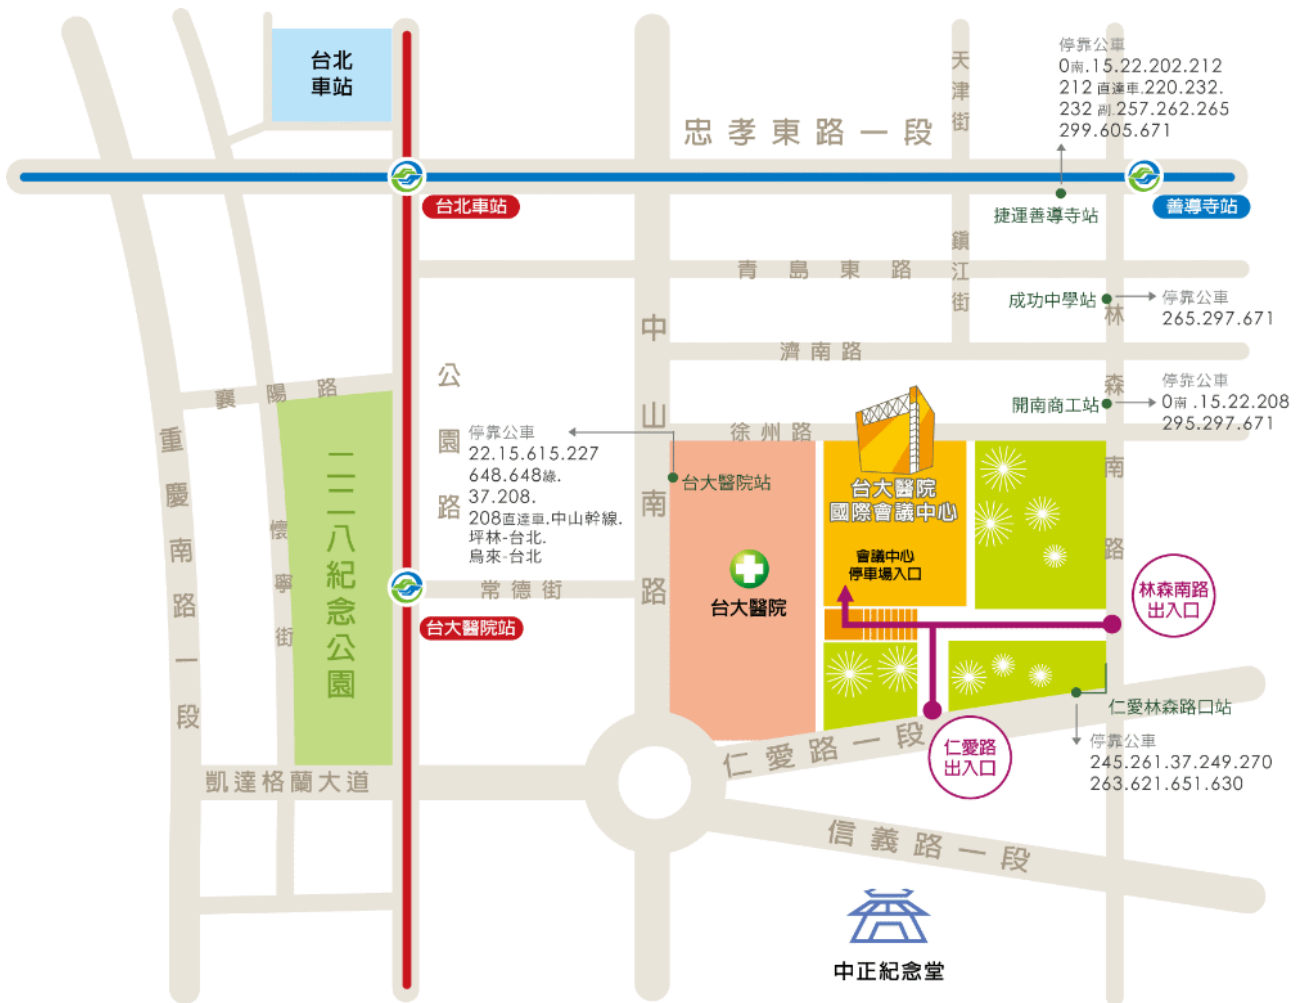 台北
車站
天津街
停靠公車
0南.15.22.202.212
212 直達車.220.232.
232 副.257.262.265
299.605.671
忠孝東路一段
台北車站
捷運善導寺站
善導寺站
青島東路
鎮江街
成功中學站
停靠公車
265.297.671
濟南路
襄陽路
公園路
中山南路
林森南路
開南商工站
停靠公車
0南.15.22.208
295.297.671
徐州路
重慶南路一段
二二八紀念公園
懷寧街
停靠公車
22.15.615.227
648.648綠.
37.208.
208直達車.中山幹線.
坪林-台北.
烏來-台北
台大醫院站
台大醫院
國際會議中心
會議中心
停車場入口
台大醫院
常德街
台大醫院站
林森南路
出入口
仁愛林森路口站
停靠公車
245.261.37.249.270
263.621.651.630
仁愛路一段
仁愛路
出入口
凱達格蘭大道
信義路一段
中正紀念堂